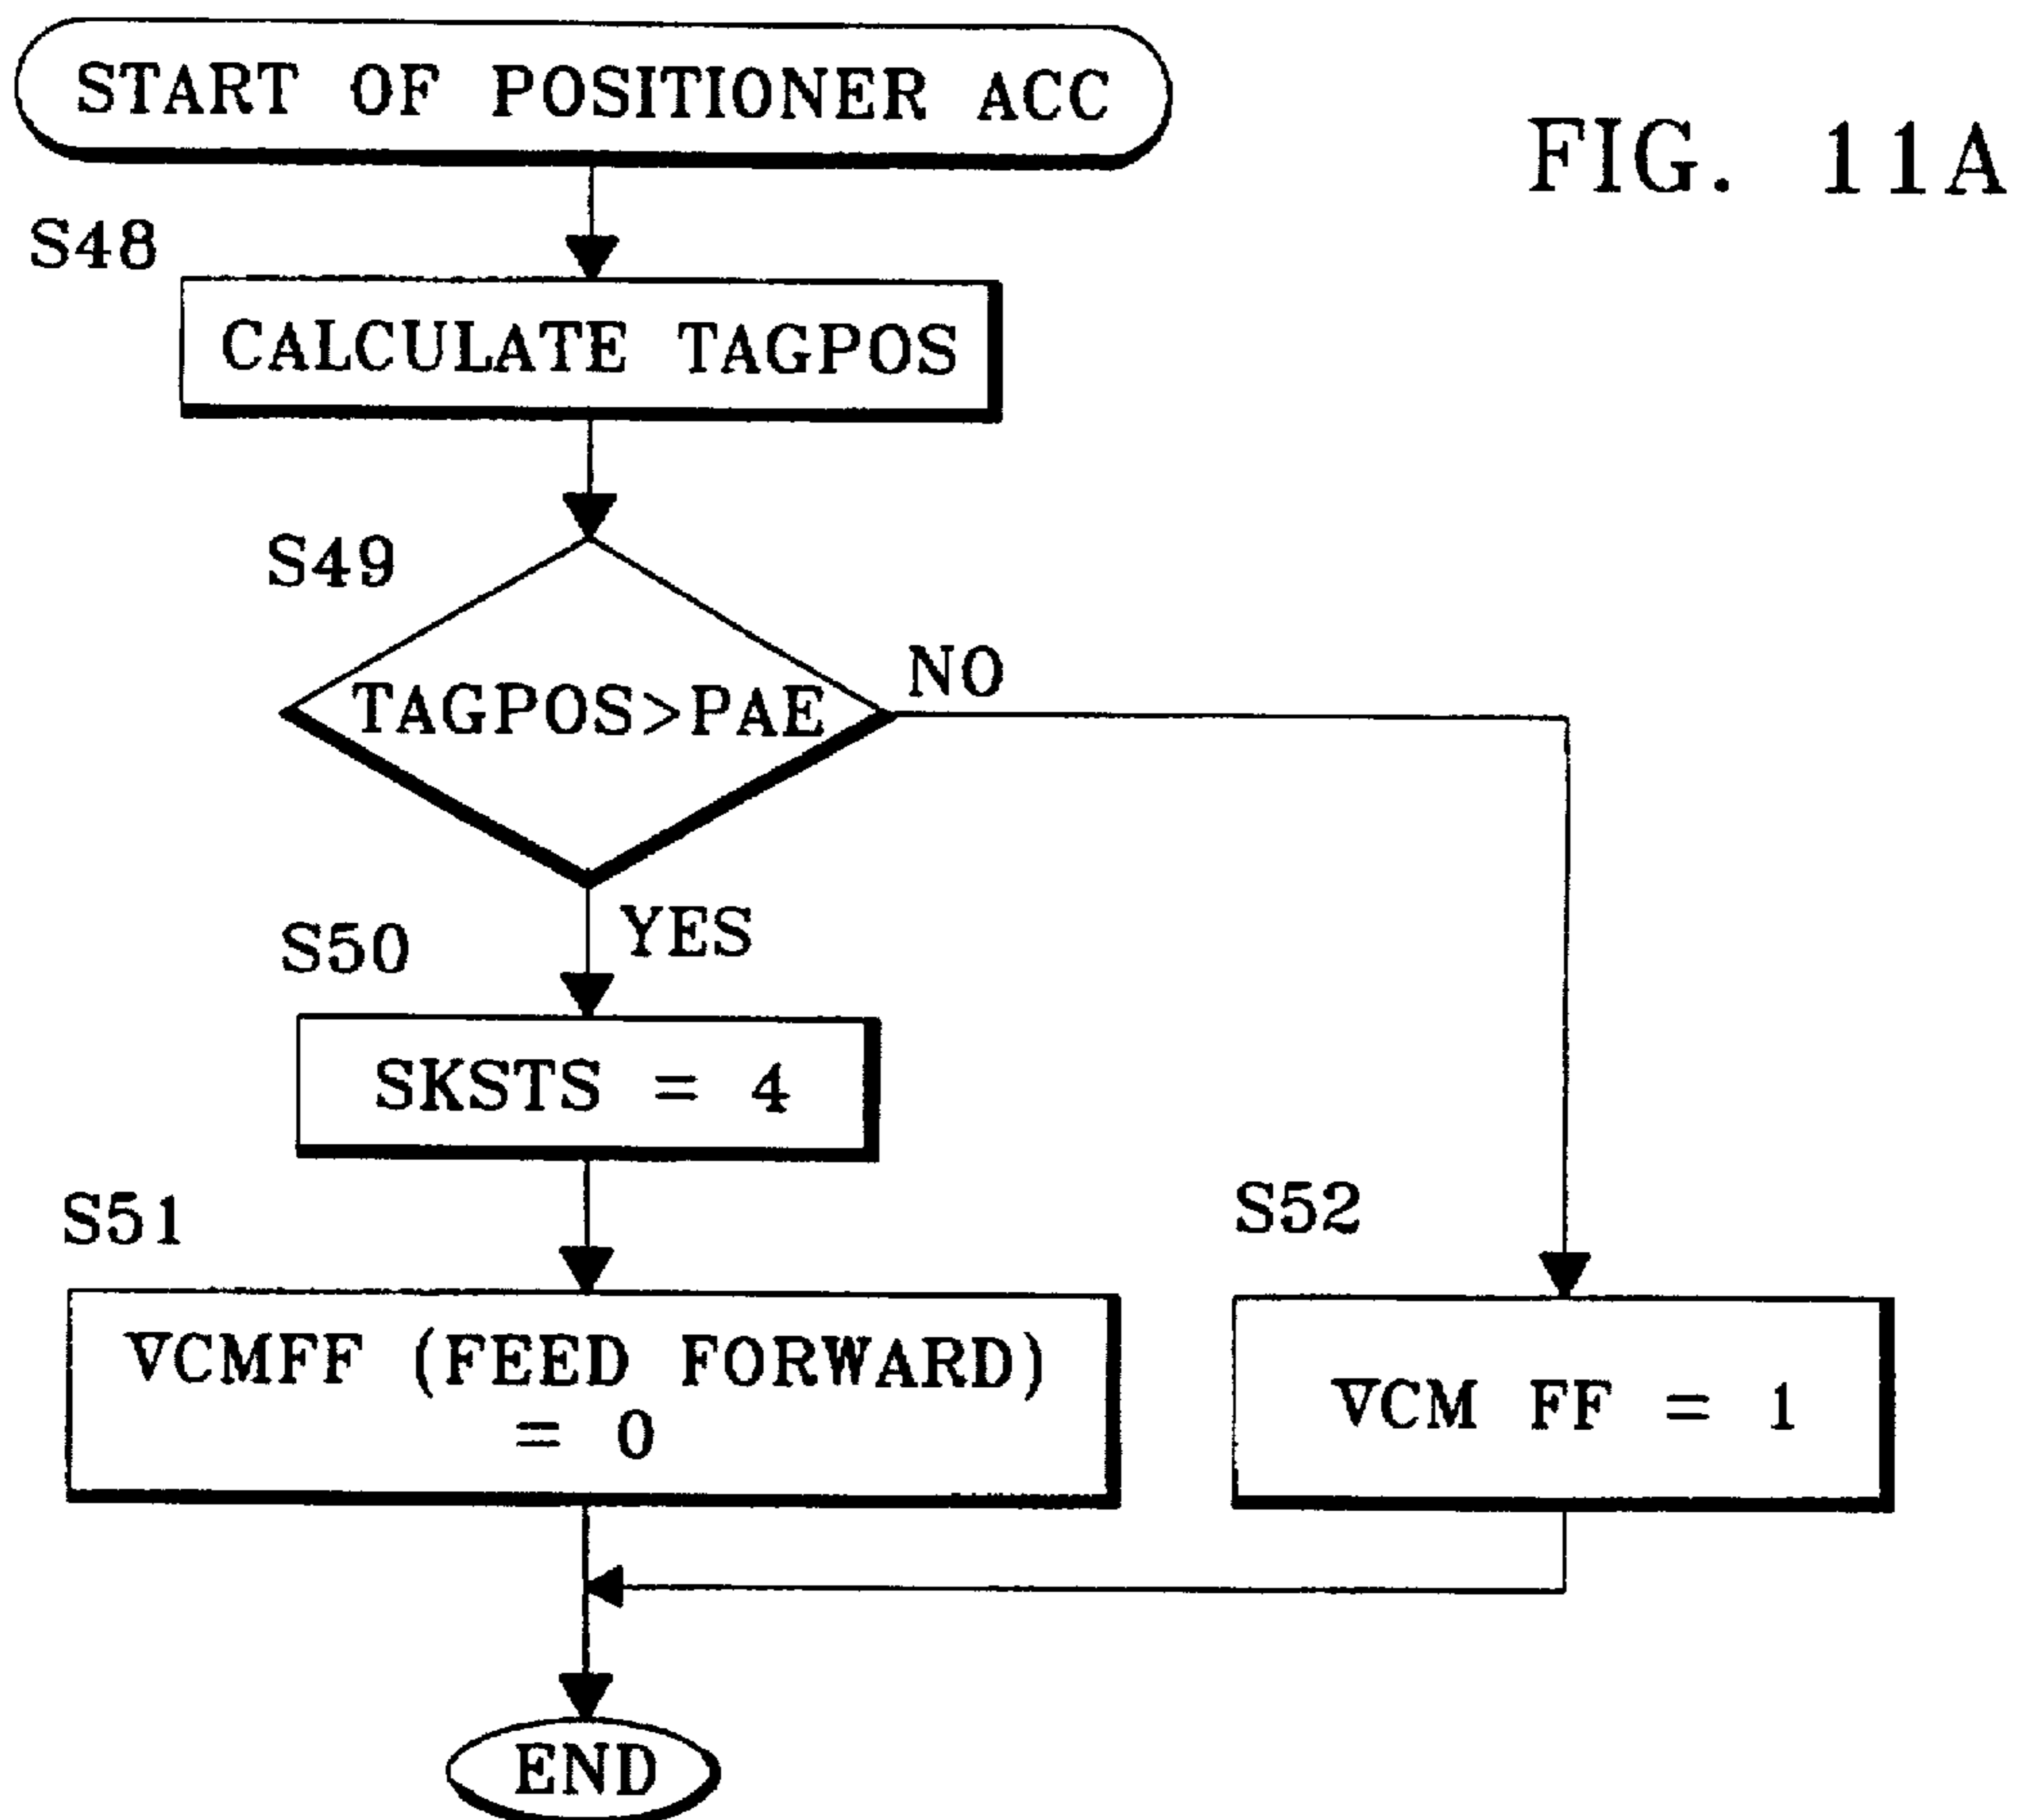 START OF POSITIONER ACC
FIG. 11A
S48
CALCULATE TAGPOS
S49
TAGPOS>PAE
NO
YES
S50
SKSTS = 4
S51
VCMFF (FEED FORWARD)
= 0
S52
VCM FF = 1
END